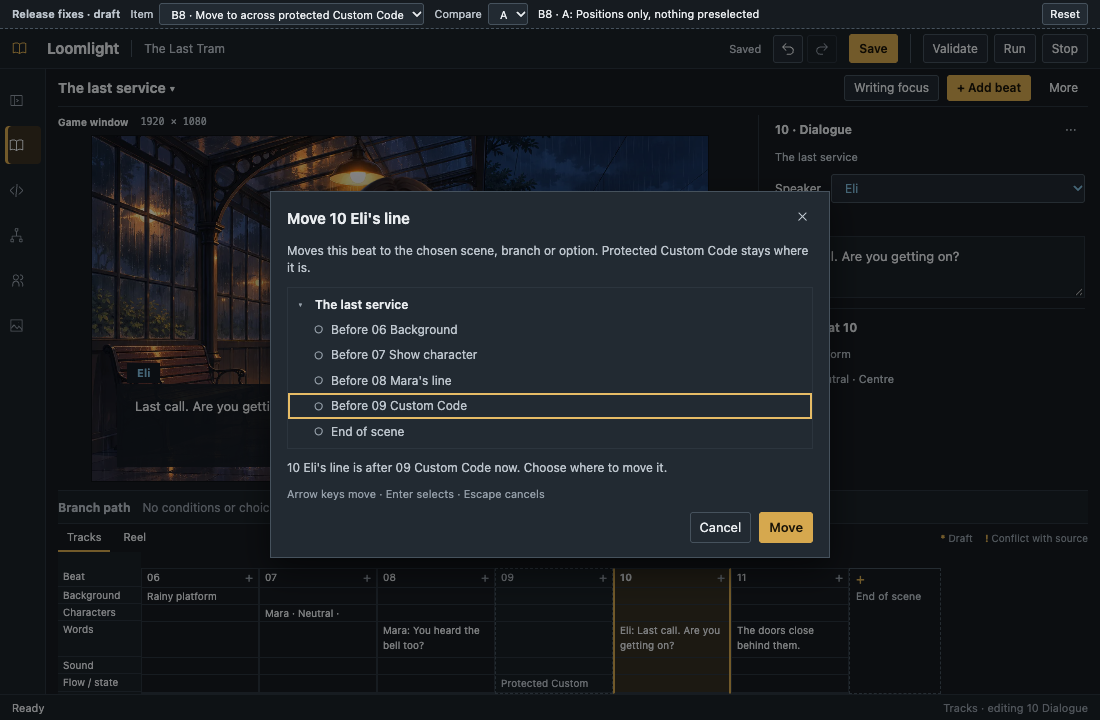 Release fixes · draft Item B8 · Move to across protected Custom Code Compare A B8 · A: Positions only, nothing preselected Reset
Loomlight The Last Tram Saved Save Validate Run Stop
The last service Writing focus + Add beat More
Game window 1920 × 1080
10 · Dialogue
The last service
Speaker Eli
l. Are you getting on?
at 10
orm
tral · Centre
Eli
Last call. Are you getti
Move 10 Eli's line
Moves this beat to the chosen scene, branch or option. Protected Custom Code stays where
it is.
The last service
Before 06 Background
Before 07 Show character
Before 08 Mara's line
Before 09 Custom Code
End of scene
10 Eli's line is after 09 Custom Code now. Choose where to move it.
Arrow keys move · Enter selects · Escape cancels
Cancel Move
Branch path No conditions or choic
Tracks Reel * Draft ! Conflict with source
Beat 06 + 07 + 08 + 09 + 10 + 11 + +
Background Rainy platform End of scene
Characters Mara · Neutral ·
Words Mara: You heard the Eli: Last call. Are you The doors close
bell too? getting on? behind them.
Sound
Flow / state Protected Custom
Ready Tracks · editing 10 Dialogue